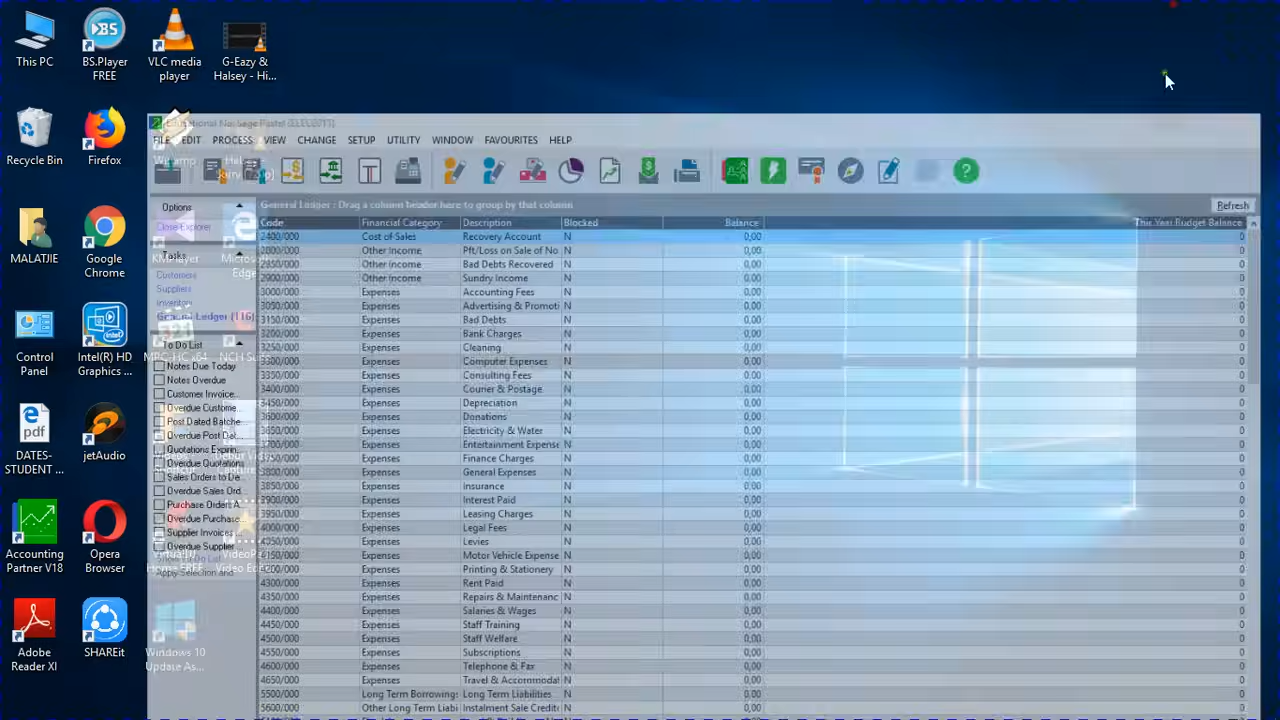 This PC
BS.Player
FREE
VLC media
player
G-Eazy &
Halsey - Hi...
Recycle Bin
Firefox
MALATJIE
Google
Chrome
KMPlayer
Control
Panel
Intel(R) HD
Graphics ...
DATES-
STUDENT ...
jetAudio
Accounting
Partner V18
Opera
Browser
Adobe
Reader XI
SHAREit
Windows 10
Update As...
FILE EDIT PROCESS VIEW CHANGE SETUP UTILITY WINDOW FAVOURITES HELP
Options
Close Explorer
Tasks
Customers
Suppliers
Inventory
General Ledger (116)
To Do List
Notes Due Today
Notes Overdue
Customer Invoice...
Overdue Custome...
Post Dated Batche...
Overdue Post Dat...
Quotations Expirin...
Overdue Quotations
Sales Orders to De...
Overdue Sales Ord...
Purchase Orders A...
Overdue Purchase...
Supplier Invoices ...
Overdue Supplier ...
General Ledger : Drag a column header here to group by that column
Refresh
Code Financial Category Description Blocked Balance This Year Budget Balance
2400/000 Cost of Sales Recovery Account N 0,00 0
2800/000 Other Income Pft/Loss on Sale of No N 0,00 0
2850/000 Other Income Bad Debts Recovered N 0,00 0
2900/000 Other Income Sundry Income N 0,00 0
3000/000 Expenses Accounting Fees N 0,00 0
3050/000 Expenses Advertising & Promoti N 0,00 0
3150/000 Expenses Bad Debts N 0,00 0
3200/000 Expenses Bank Charges N 0,00 0
3250/000 Expenses Cleaning N 0,00 0
3300/000 Expenses Computer Expenses N 0,00 0
3350/000 Expenses Consulting Fees N 0,00 0
3400/000 Expenses Courier & Postage N 0,00 0
3450/000 Expenses Depreciation N 0,00 0
3600/000 Expenses Donations N 0,00 0
3650/000 Expenses Electricity & Water N 0,00 0
3700/000 Expenses Entertainment Expense N 0,00 0
3750/000 Expenses Finance Charges N 0,00 0
3800/000 Expenses General Expenses N 0,00 0
3850/000 Expenses Insurance N 0,00 0
3900/000 Expenses Interest Paid N 0,00 0
3950/000 Expenses Leasing Charges N 0,00 0
4000/000 Expenses Legal Fees N 0,00 0
4050/000 Expenses Levies N 0,00 0
4150/000 Expenses Motor Vehicle Expense N 0,00 0
4200/000 Expenses Printing & Stationery N 0,00 0
4300/000 Expenses Rent Paid N 0,00 0
4350/000 Expenses Repairs & Maintenanc N 0,00 0
4400/000 Expenses Salaries & Wages N 0,00 0
4450/000 Expenses Staff Training N 0,00 0
4500/000 Expenses Staff Welfare N 0,00 0
4550/000 Expenses Subscriptions N 0,00 0
4600/000 Expenses Telephone & Fax N 0,00 0
4650/000 Expenses Travel & Accommodat N 0,00 0
5500/000 Long Term Borrowing: Long Term Liabilities N 0,00 0
5600/000 Other Long Term Liabi Instalment Sale Credit N 0,00 0